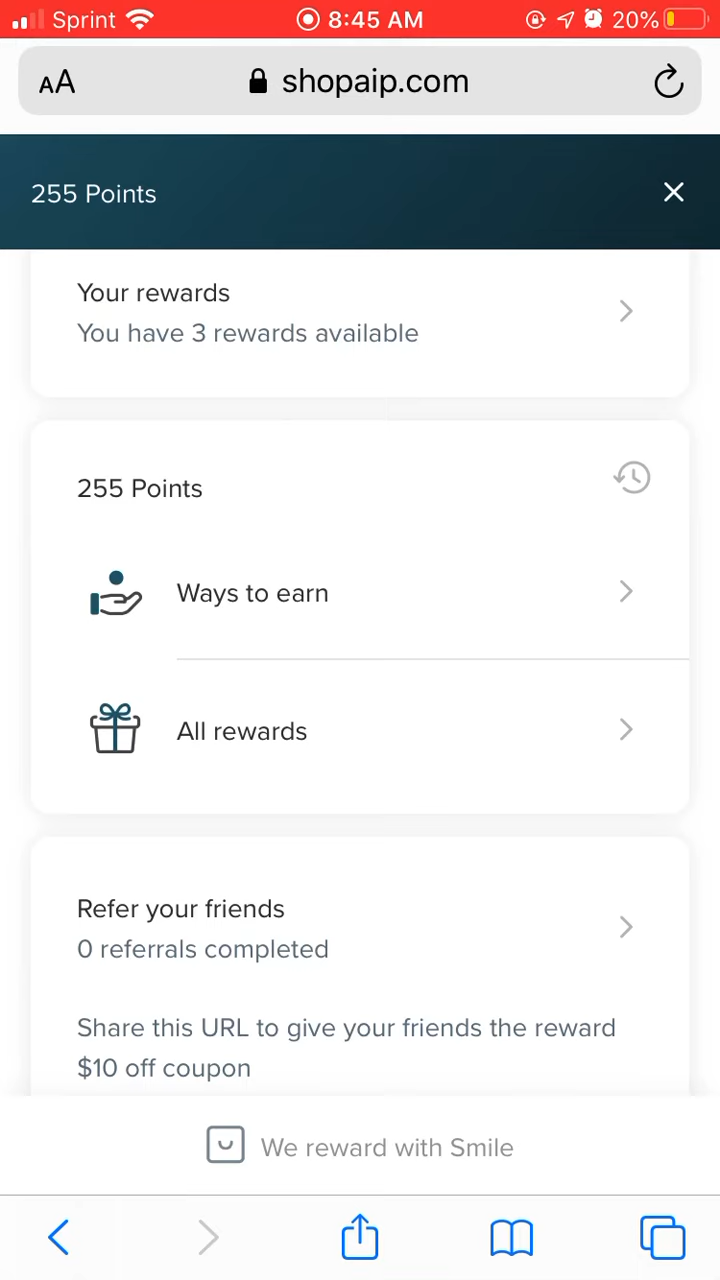 Sprint 8:45 AM 20%
AA shopaip.com
255 Points
Your rewards
You have 3 rewards available
255 Points
Ways to earn
All rewards
Refer your friends
0 referrals completed
Share this URL to give your friends the reward
$10 off coupon
We reward with Smile